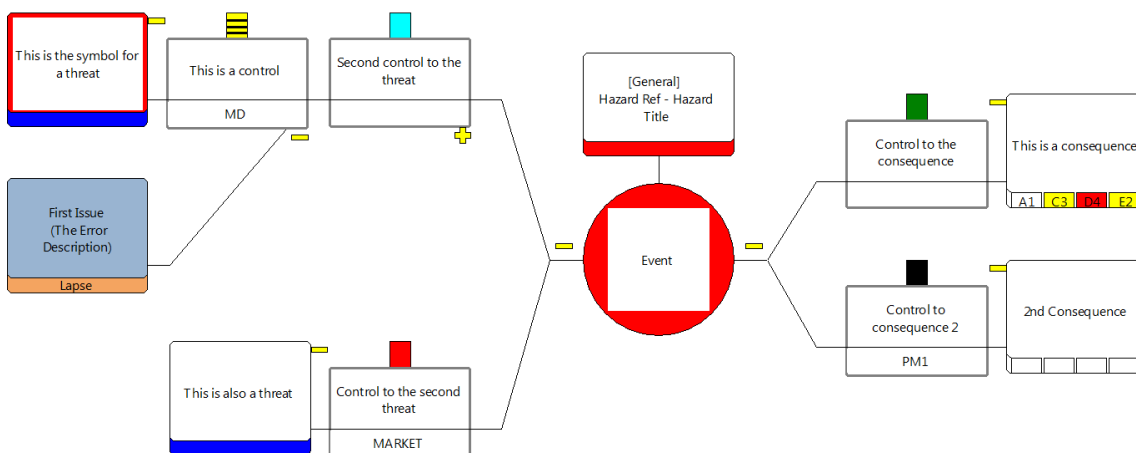 This is the symbol for
a threat
This is a control
MD
Second control to the
threat
First Issue
(The Error
Description)
Lapse
This is also a threat
Control to the second
threat
MARKET
[General]
Hazard Ref - Hazard
Title
Event
Control to the
consequence
This is a consequence
A1 C3 D4 E2
Control to
consequence 2
PM1
2nd Consequence